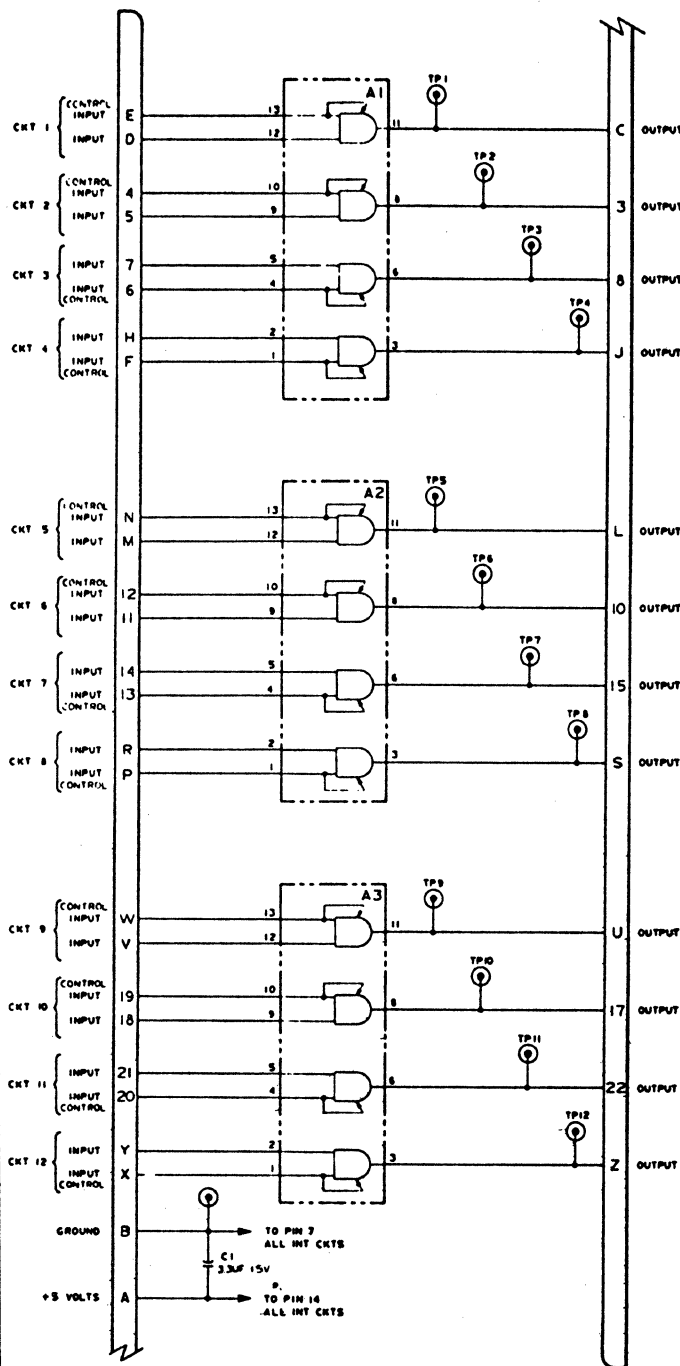 A1
TP1
CKT 1
CONTROL
INPUT E 13 11 C OUTPUT
INPUT D 12
TP2
CKT 2
CONTROL
INPUT 4 10 8 3 OUTPUT
INPUT 5 9
TP3
CKT 3
INPUT 7 5 6 8 OUTPUT
INPUT 6 4
CONTROL
TP4
CKT 4
INPUT H 2 3 J OUTPUT
INPUT F 1
CONTROL
A2
TP5
CKT 5
CONTROL
INPUT N 13 11 L OUTPUT
INPUT M 12
TP6
CKT 6
CONTROL
INPUT 12 10 8 10 OUTPUT
INPUT 11 9
TP7
CKT 7
INPUT 14 5 6 15 OUTPUT
INPUT 13 4
CONTROL
TP8
CKT 8
INPUT R 2 3 S OUTPUT
INPUT P 1
CONTROL
A3
TP9
CKT 9
CONTROL
INPUT W 13 11 U OUTPUT
INPUT V 12
TP10
CKT 10
CONTROL
INPUT 19 10 8 17 OUTPUT
INPUT 18 9
TP11
CKT 11
INPUT 21 5 6 22 OUTPUT
INPUT 20 4
CONTROL
TP12
CKT 12
INPUT Y 2 3 Z OUTPUT
INPUT X 1
CONTROL
GROUND B TO PIN 7
ALL INT CKTS
C1
3.3UF 15V
+5 VOLTS A TO PIN 14
ALL INT CKTS